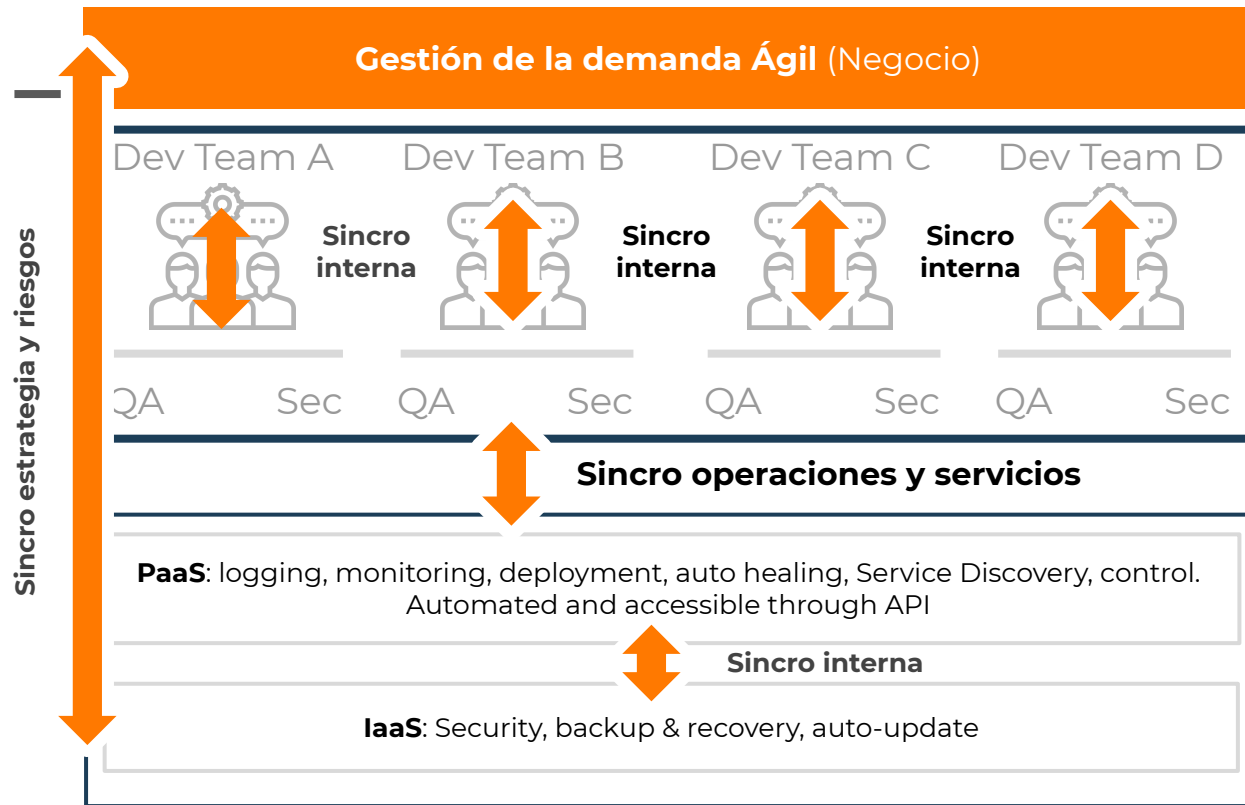 Gestión de la demanda Ágil (Negocio)
Sincro estrategia y riesgos
Dev Team A
Dev Team B
Dev Team C
Dev Team D
Sincro
interna
Sincro
interna
Sincro
interna
QA Sec
QA Sec
QA Sec
QA Sec
Sincro operaciones y servicios
PaaS: logging, monitoring, deployment, auto healing, Service Discovery, control.
Automated and accessible through API
Sincro interna
IaaS: Security, backup & recovery, auto-update